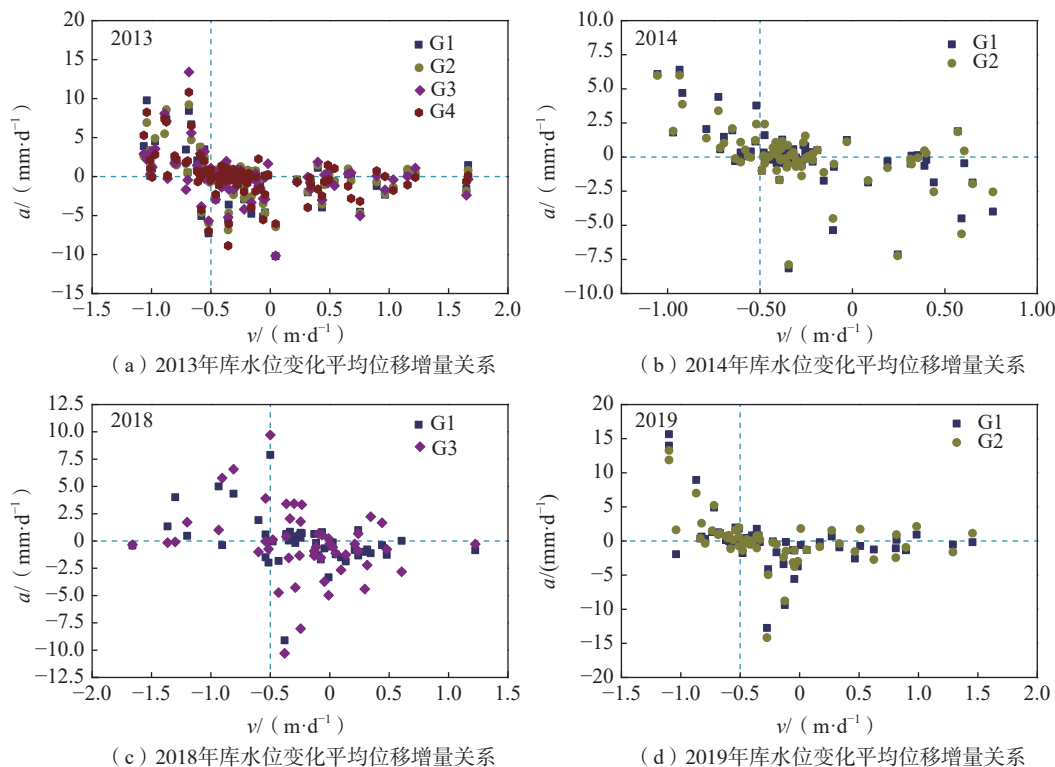 2013
G1
G2
G3
G4
20
15
10
5
0
−5
−10
−15
a/（mm·d⁻¹）
−1.5 −1.0 −0.5 0 0.5 1.0 1.5 2.0
v/（m·d⁻¹）
（a）2013年库水位变化平均位移增量关系
2014
G1
G2
10.0
7.5
5.0
2.5
0
−2.5
−5.0
−7.5
−10.0
a/（mm·d⁻¹）
−1.00 −0.50 0 0.50 1.00
v/（m·d⁻¹）
（b）2014年库水位变化平均位移增量关系
2018
G1
G3
12.5
10.0
7.5
5.0
2.5
0
−2.5
−5.0
−7.5
−10.0
−12.5
a/（mm·d⁻¹）
−2.0 −1.5 −1.0 −0.5 0 0.5 1.0 1.5
v/（m·d⁻¹）
（c）2018年库水位变化平均位移增量关系
2019
G1
G2
20
15
10
5
0
−5
−10
−15
−20
a/(mm·d⁻¹)
−1.5 −1.0 −0.5 0 0.5 1.0 1.5 2.0
v/（m·d⁻¹）
（d）2019年库水位变化平均位移增量关系